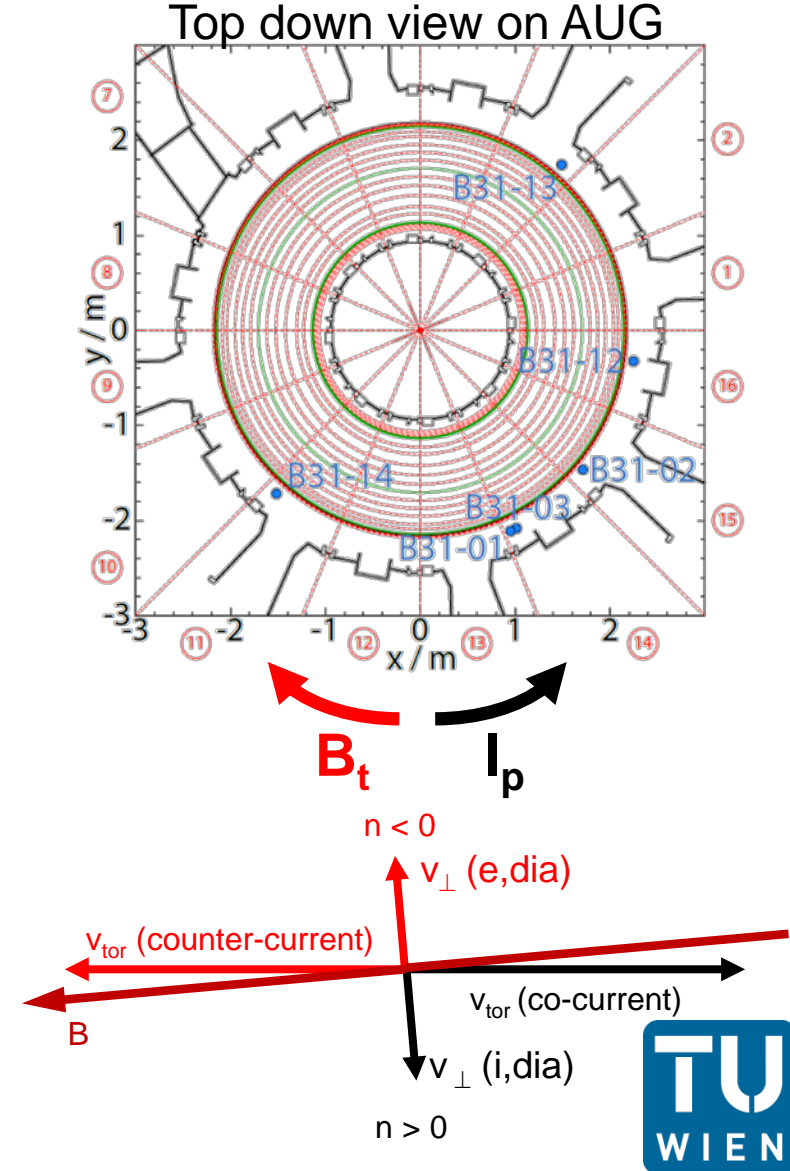 Top down view on AUG
7
2
2
B31-13
1
8
1
y / m
0
B31-12
9
16
-1
B31-14
B31-02
B31-03
-2
15
B31-01
10
-3
-3
-2
-1
0
1
2
11
12
13
14
x / m
Bt
Ip
n < 0
v⊥ (e,dia)
vtor (counter-current)
vtor (co-current)
B
v ⊥ (i,dia)
n > 0
TU
WIEN